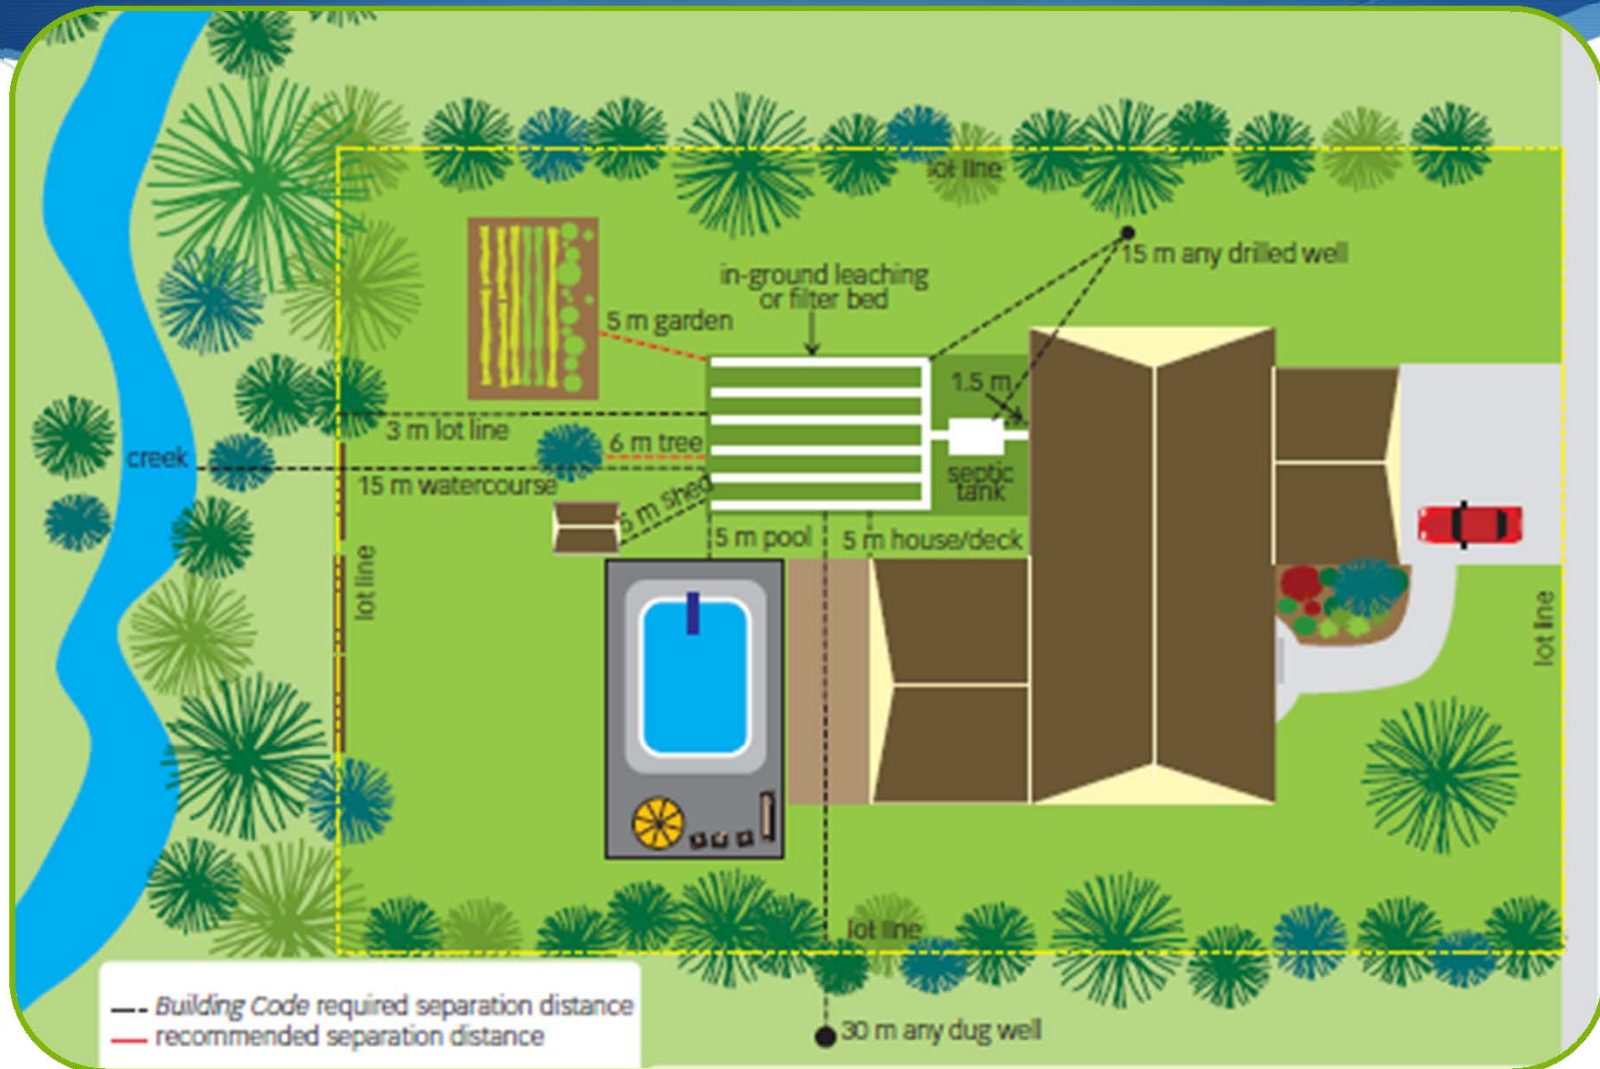 lot line
15 m any drilled well
in-ground leaching
or filter bed
5 m garden
1.5 m
3 m lot line
6 m tree
creek
15 m watercourse
septic
tank
5 m shed
5 m pool
5 m house/deck
lot line
lot line
lot line
Building Code required separation distance
recommended separation distance
30 m any dug well